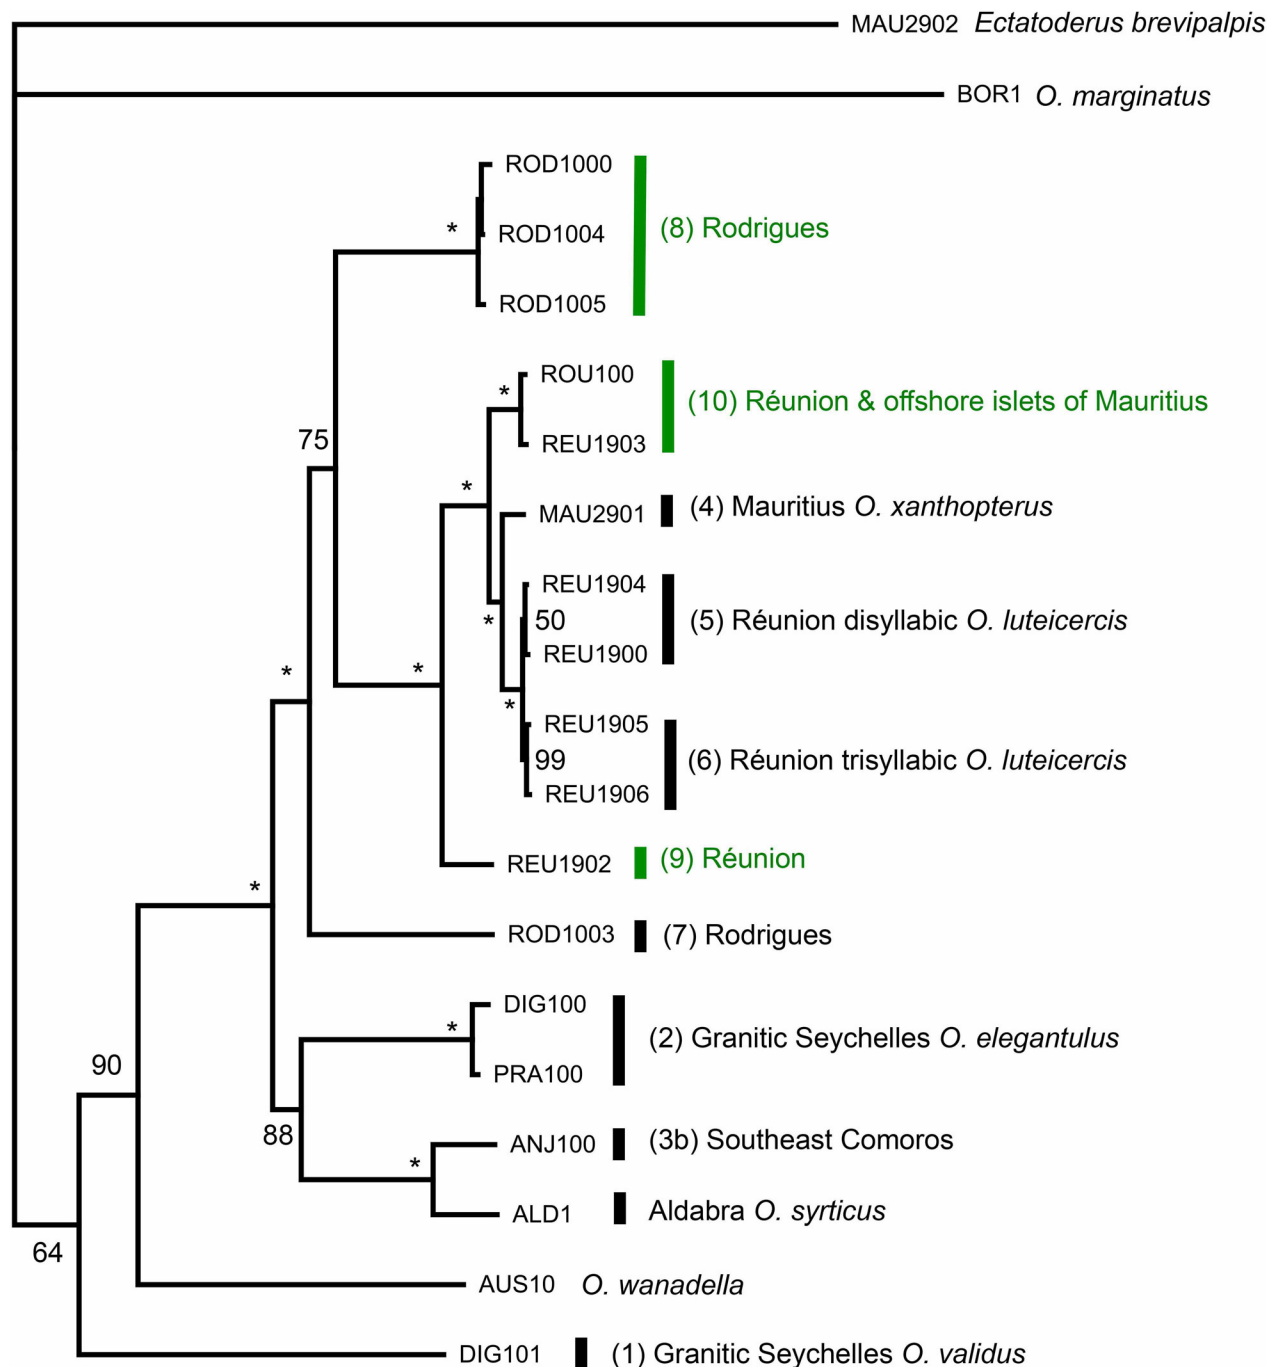 MAU2902 Ectatoderus brevipalpis
BOR1 O. marginatus
ROD1000
*
ROD1004
(8) Rodrigues
ROD1005
ROU100
*
(10) Réunion & offshore islets of Mauritius
REU1903
75
*
MAU2901
(4) Mauritius O. xanthopterus
REU1904
*
50
(5) Réunion disyllabic O. luteicercis
REU1900
*
*
*
REU1905
99
(6) Réunion trisyllabic O. luteicercis
REU1906
REU1902
(9) Réunion
*
ROD1003
(7) Rodrigues
DIG100
*
(2) Granitic Seychelles O. elegantulus
90
PRA100
88
ANJ100
(3b) Southeast Comoros
*
ALD1
Aldabra O. syrticus
64
AUS10 O. wanadella
DIG101
(1) Granitic Seychelles O. validus